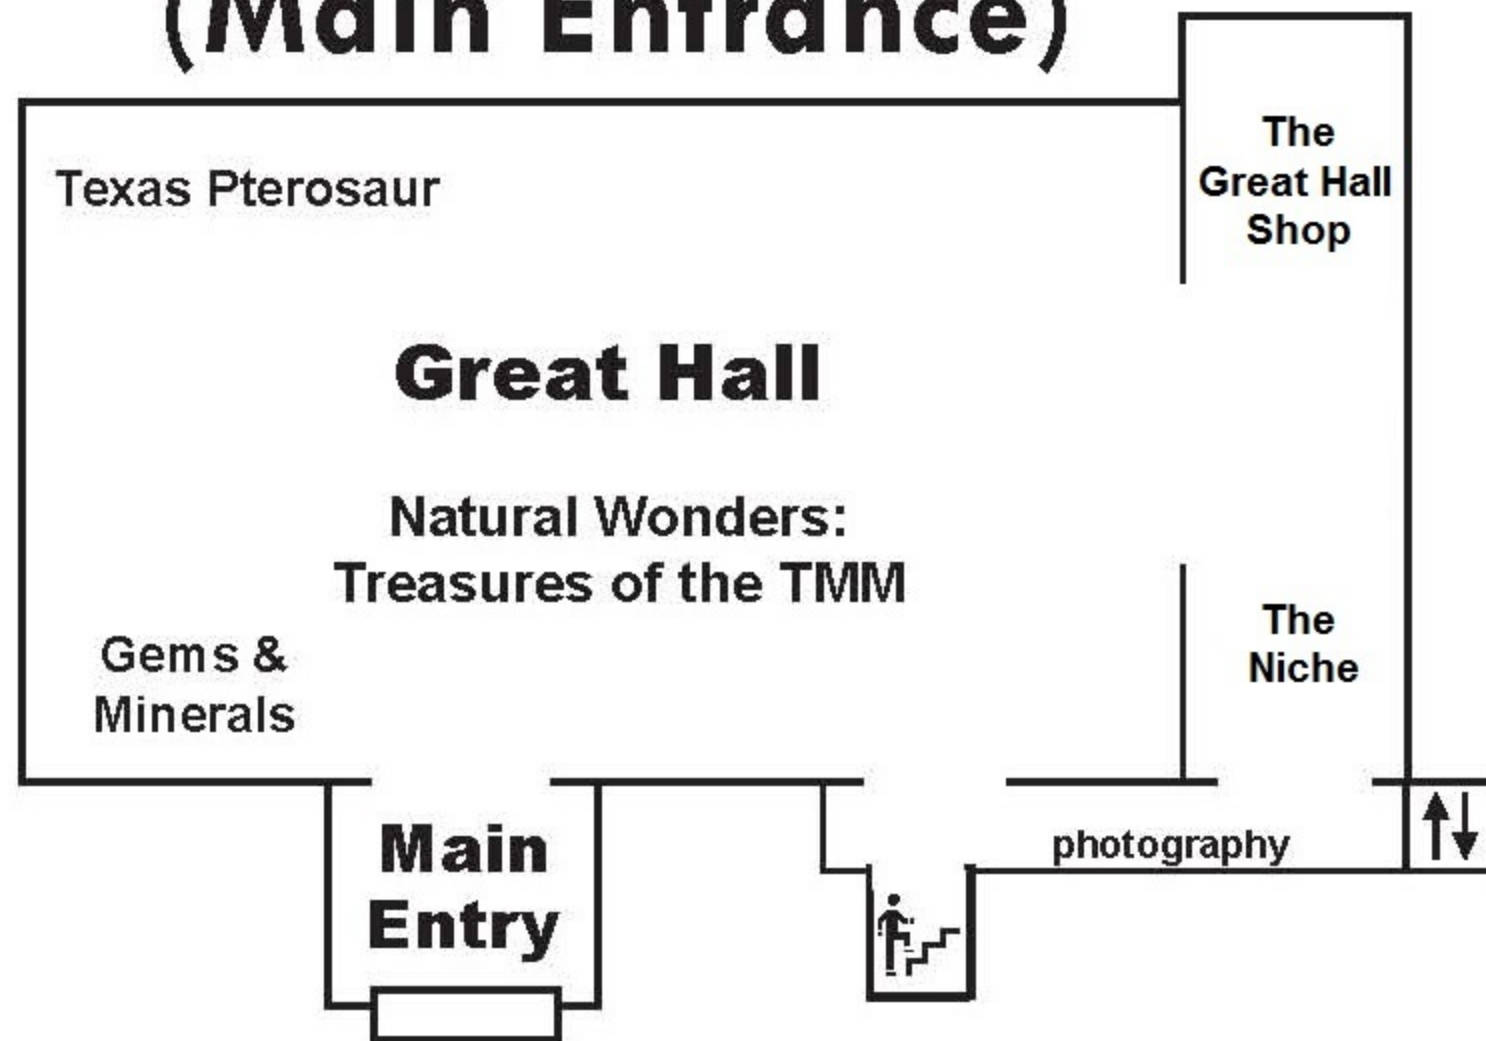 (Main Entrance)
Texas Pterosaur
The
Great Hall
Shop
Great Hall
Natural Wonders:
Treasures of the TMM
Gems &
Minerals
The
Niche
Main
Entry
photography